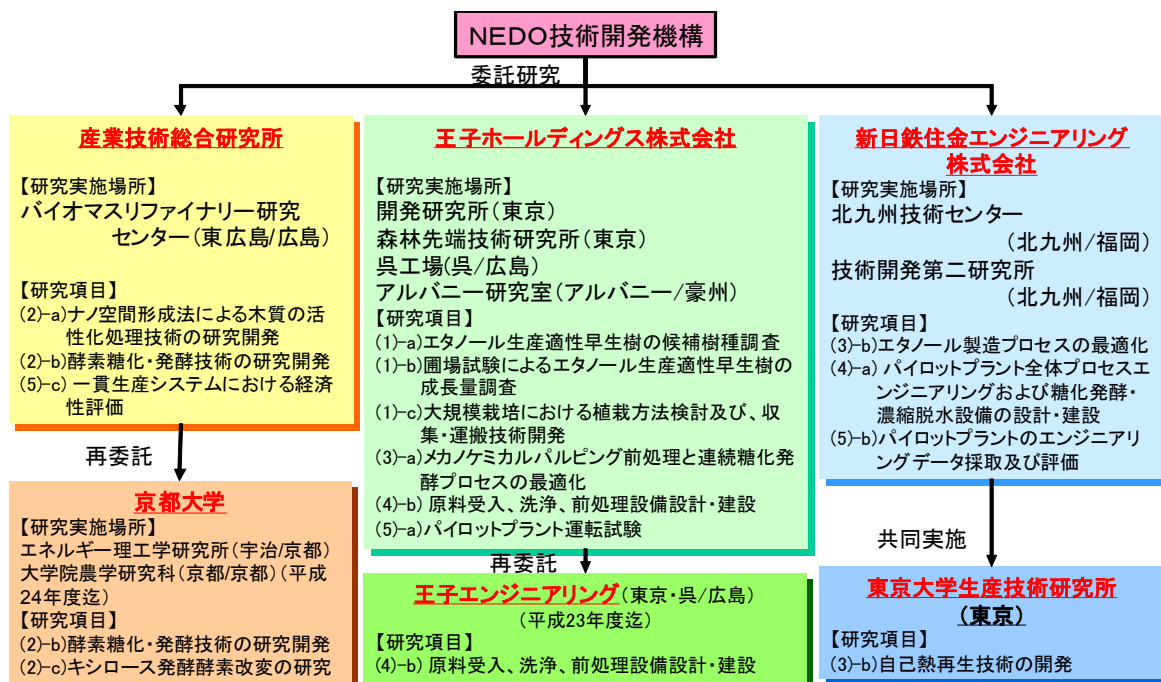 NEDO技術開発機構
委託研究
産業技術総合研究所
【研究実施場所】
バイオマスリファイナリー研究
センター(東広島/広島)
【研究項目】
(2)-a)ナノ空間形成法による木質の活
性化処理技術の研究開発
(2)-b)酵素糖化・発酵技術の研究開発
(5)-c) 一貫生産システムにおける経済
性評価
再委託
京都大学
【研究実施場所】
エネルギー理工学研究所(宇治/京都)
大学院農学研究科(京都/京都)(平成
24年度迄)
【研究項目】
(2)-b)酵素糖化・発酵技術の研究開発
(2)-c)キシロース発酵酵素改変の研究
王子ホールディングス株式会社
【研究実施場所】
開発研究所(東京)
森林先端技術研究所(東京)
呉工場(呉/広島)
アルバニー研究室(アルバニー/豪州)
【研究項目】
(1)-a)エタノール生産適性早生樹の候補樹種調査
(1)-b)圃場試験によるエタノール生産適性早生樹の
成長量調査
(1)-c)大規模栽培における植栽方法検討及び、収
集・運搬技術開発
(3)-a)メカノケミカルパルピング前処理と連続糖化発
酵プロセスの最適化
(4)-b) 原料受入、洗浄、前処理設備設計・建設
(5)-a)パイロットプラント運転試験
再委託
王子エンジニアリング(東京・呉/広島)
(平成23年度迄)
【研究項目】
(4)-b) 原料受入、洗浄、前処理設備設計・建設
新日鉄住金エンジニアリング
株式会社
【研究実施場所】
北九州技術センター
(北九州/福岡)
技術開発第二研究所
(北九州/福岡)
【研究項目】
(3)-b)エタノール製造プロセスの最適化
(4)-a) パイロットプラント全体プロセスエ
ンジニアリングおよび糖化発酵・
濃縮脱水設備の設計・建設
(5)-b)パイロットプラントのエンジニアリ
ングデータ採取及び評価
共同実施
東京大学生産技術研究所
(東京)
【研究項目】
(3)-b)自己熱再生技術の開発